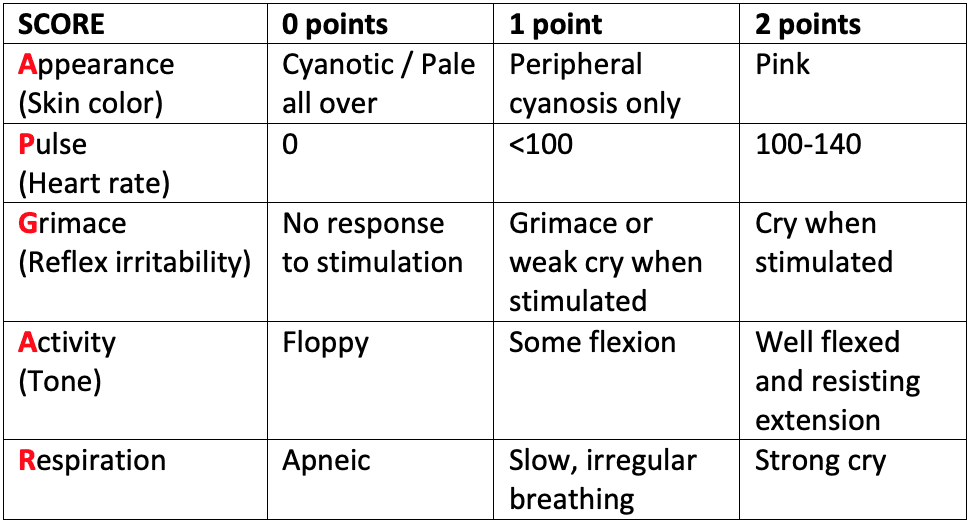 SCORE 0 points 1 point 2 points
Appearance Cyanotic / Pale Peripheral Pink
(Skin color) all over cyanosis only
Pulse 0 <100 100-140
(Heart rate)
Grimace No response Grimace or Cry when
(Reflex irritability) to stimulation weak cry when stimulated
stimulated
Activity Floppy Some flexion Well flexed
(Tone) and resisting
extension
Respiration Apneic Slow, irregular Strong cry
breathing